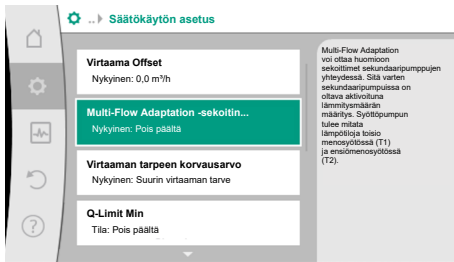 .. Säätökäytön asetus
Virtaama Offset
Nykyinen: 0,0 m³/h
Multi-Flow Adaptation -sekoitin...
Nykyinen: Pois päältä
Virtaaman tarpeen korvausarvo
Nykyinen: Suurin virtaaman tarve
Q-Limit Min
Tila: Pois päältä
Multi-Flow Adaptation
voi ottaa huomioon
sekoittimet sekundaaripumppujen
yhteydessä. Sitä varten
sekundaaripumpuissa on
oltava aktivoituna
lämmitysmäärän
määritys. Syöttöpumpun
tulee mitata
lämpötiloja toisio
menosyötössä (T1)
ja ensiömenosyötössä
(T2).